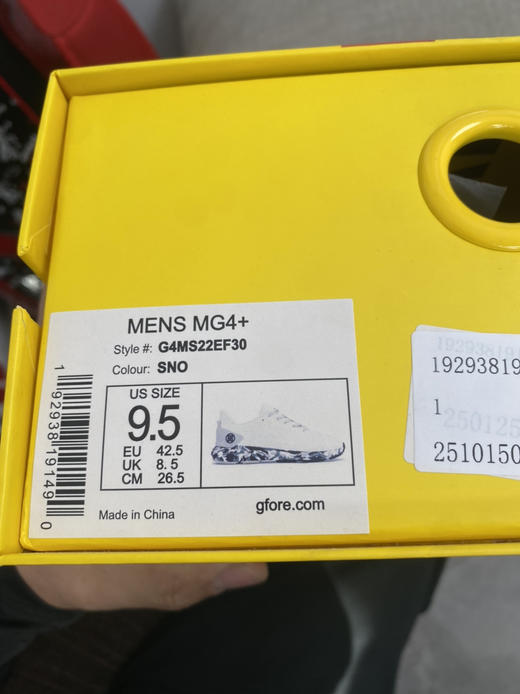 MENS MG4+
Style #: G4MS22EF30
Colour: SNO
US SIZE
9.5
EU 42.5
UK 8.5
CM 26.5
Made in China
gfore.com
1 92938 19149 0
19293819
1
2510150